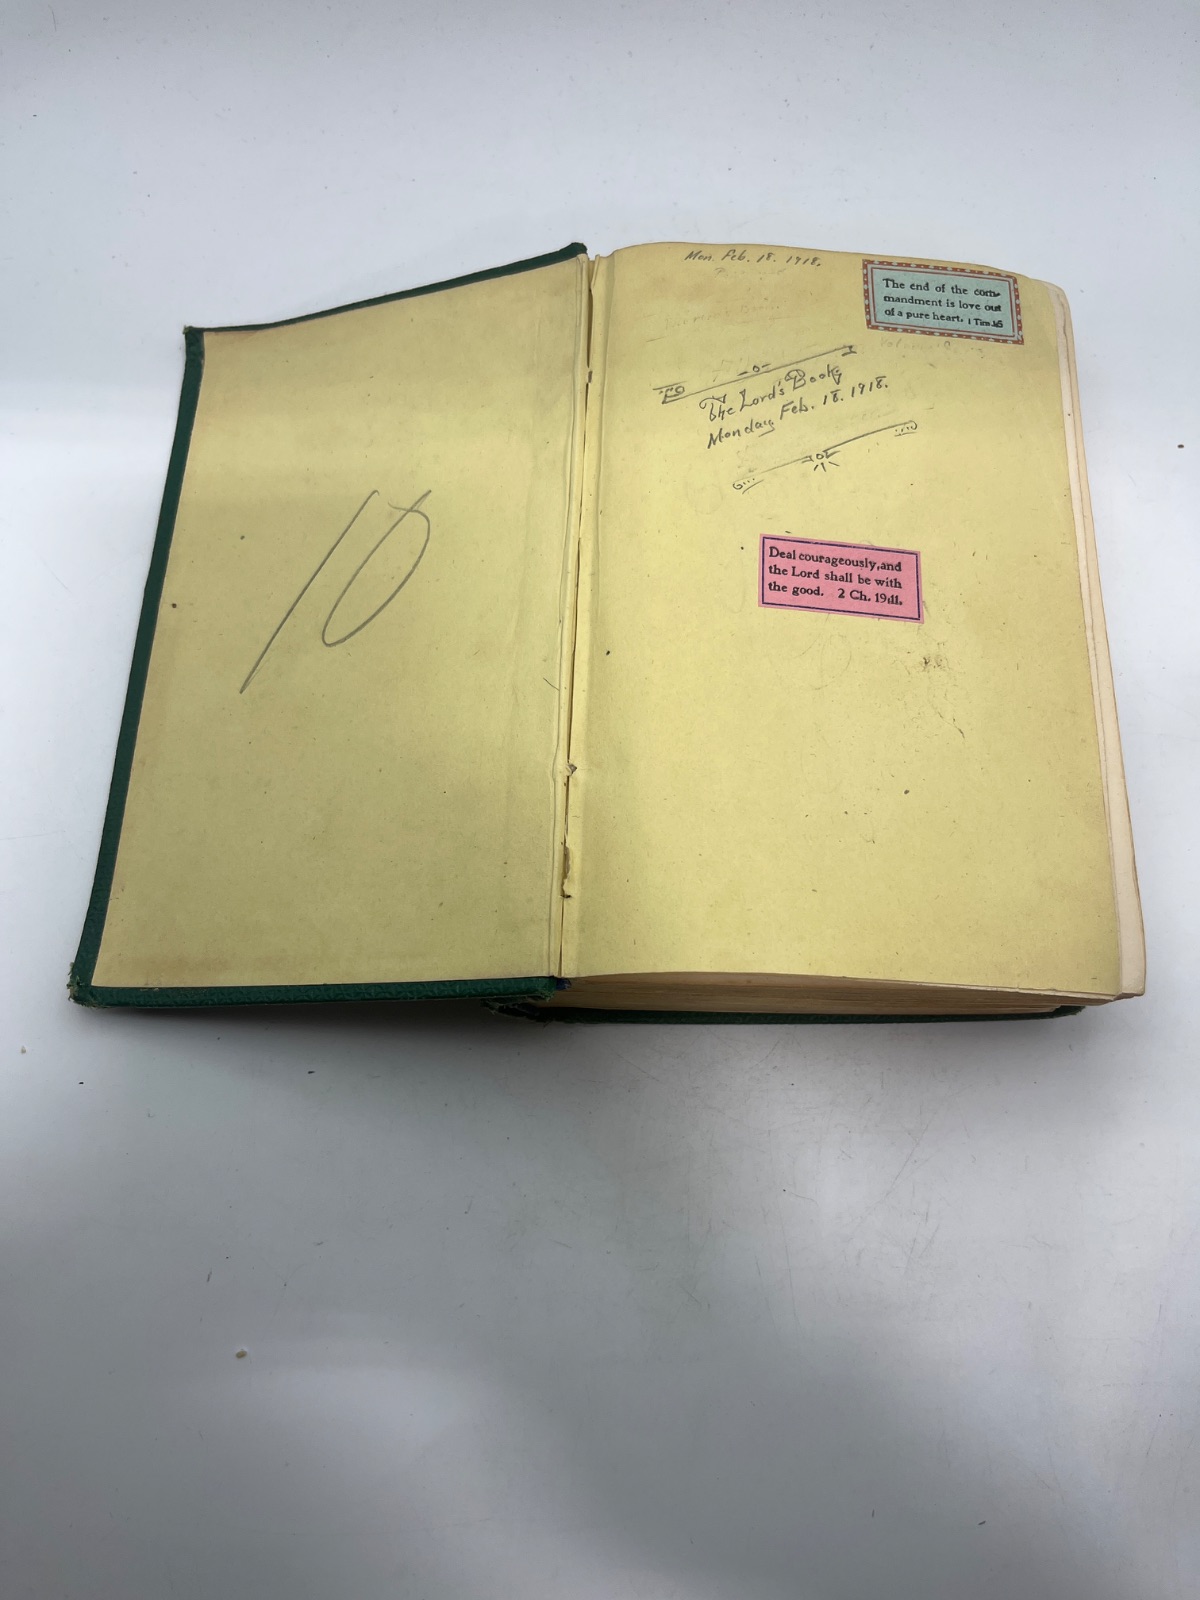 10
Mon. Feb. 18. 1918.
The end of the com-
mandment is love out
of a pure heart. 1 Tim 1:5
The Lord's Book
Monday Feb. 18. 1918.
Deal courageously, and
the Lord shall be with
the good. 2 Ch. 19:11.